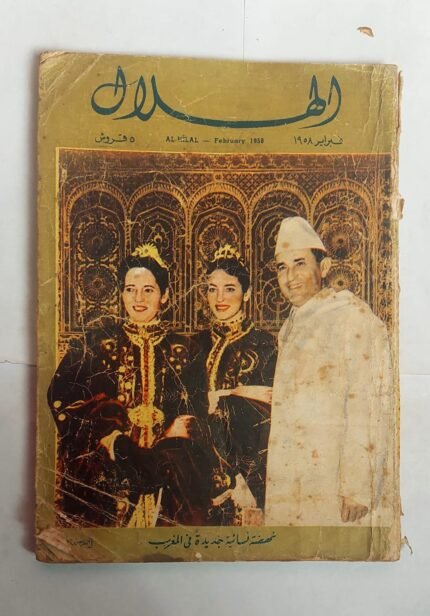 الهلال
فبراير ١٩٥٨
AL HILAL — February 1958
٥ قروش
نهضة نسائية جديدة في المغرب